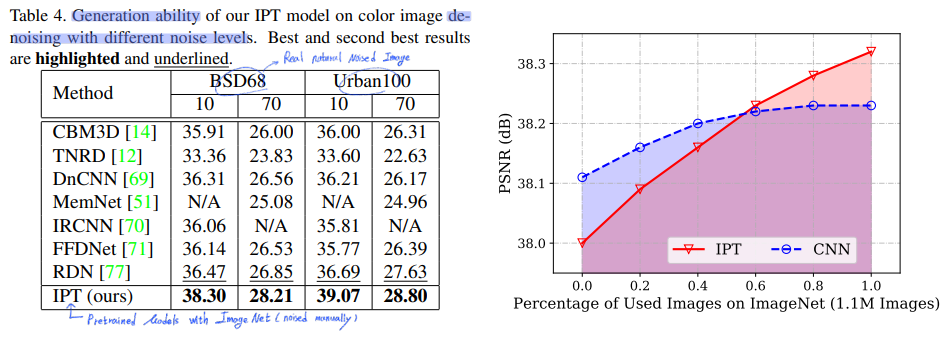 Table 4. Generation ability of our IPT model on color image de-
noising with different noise levels. Best and second best results
are highlighted and underlined.
Real natural Noised Image
Method BSD68 Urban100
10 70 10 70
CBM3D [14] 35.91 26.00 36.00 26.31
TNRD [12] 33.36 23.83 33.60 22.63
DnCNN [69] 36.31 26.56 36.21 26.17
MemNet [51] N/A 25.08 N/A 24.96
IRCNN [70] 36.06 N/A 35.81 N/A
FFDNet [71] 36.14 26.53 35.77 26.39
RDN [77] 36.47 26.85 36.69 27.63
IPT (ours) 38.30 28.21 39.07 28.80
Pretrained Models with ImageNet (noised manually)
PSNR (dB)
38.3
38.2
38.1
38.0
IPT CNN
0.0 0.2 0.4 0.6 0.8 1.0
Percentage of Used Images on ImageNet (1.1M Images)